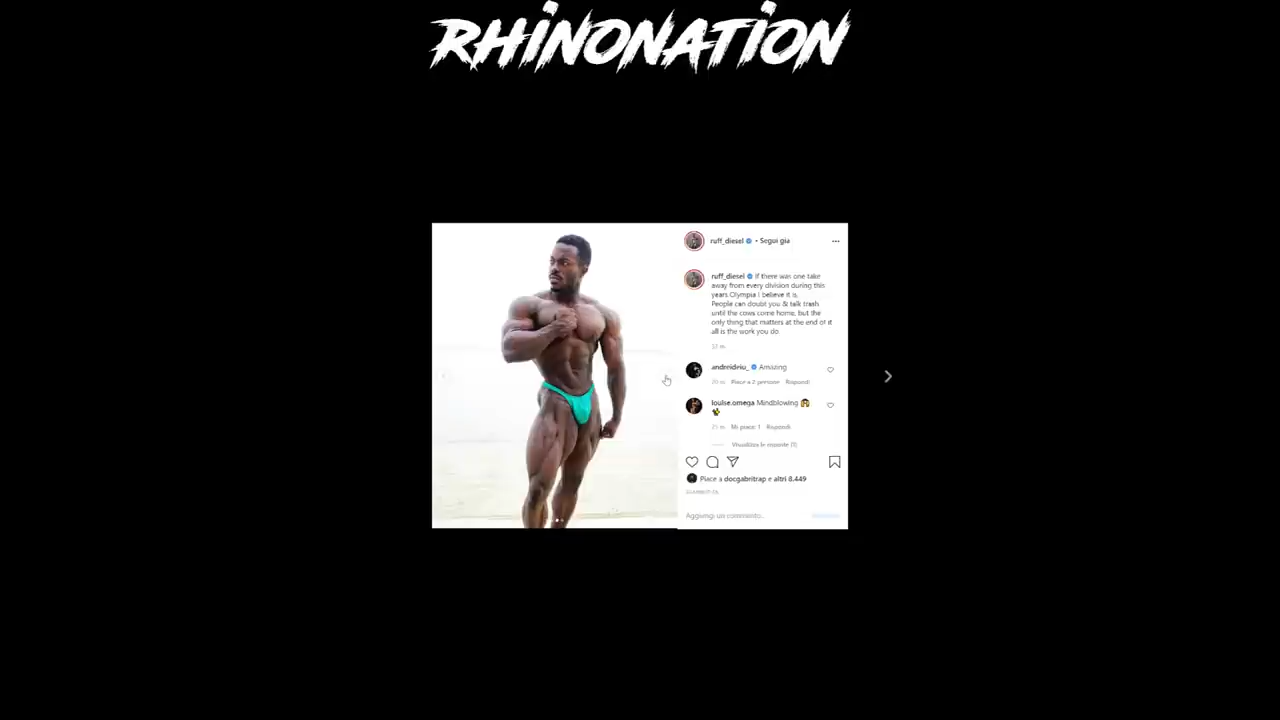 RHINONATION
ruff_diesel • Segui già
ruff_diesel If there was one take
away from every division during this
years Olympia I believe it is,
People can doubt you & talk trash
until the cows come home, but the
only thing that matters at the end of it
all is the work you do.
andreideiu_ Amazing
Piace a 2 persone Rispondi
louise.omega Mindblowing
Mi piace: 1 Rispondi
Visualizza le risposte (1)
Piace a docgabritrap e altri 8.449
Aggiungi un commento...